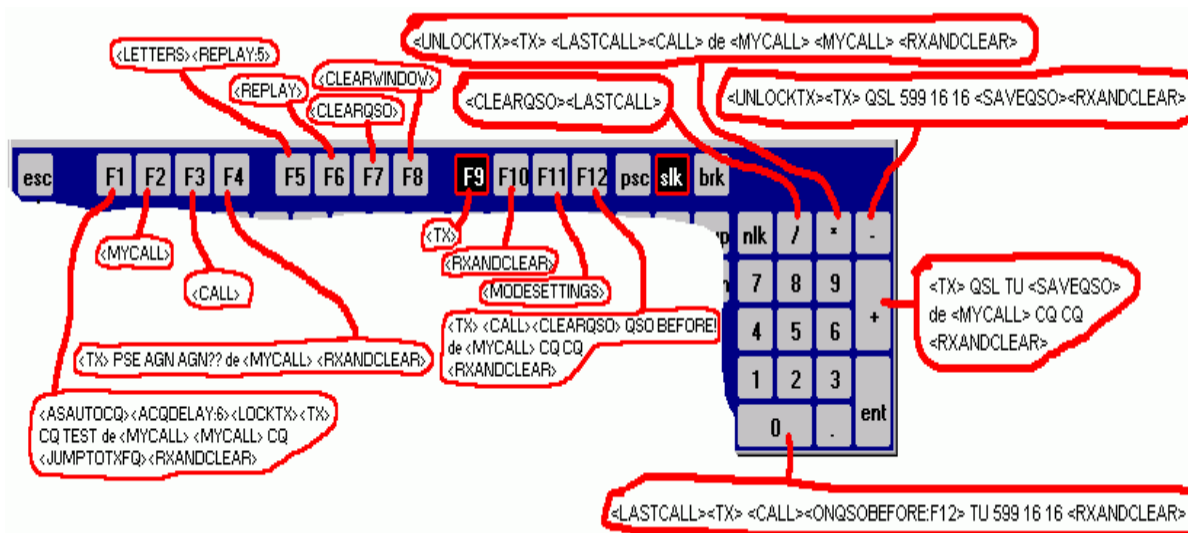 <UNLOCKTX><TX> <LASTCALL><CALL> de <MYCALL> <MYCALL> <RXANDCLEAR>
<LETTERS><REPLAY:5>
<CLEARWINDOW>
<REPLAY>
<CLEARQSO>
<CLEARQSO><LASTCALL>
<UNLOCKTX><TX> QSL 599 16 16 <SAVEQSO><RXANDCLEAR>
esc F1 F2 F3 F4 F5 F6 F7 F8 F9 F10 F11 F12 psc slk brk
nlk / * -
7 8 9 +
4 5 6
1 2 3 ent
0 .
<TX>
<MYCALL>
<RXANDCLEAR>
<CALL>
<MODESETTINGS>
<TX> QSL TU <SAVEQSO>
de <MYCALL> CQ CQ
<RXANDCLEAR>
<TX> <CALL><CLEARQSO> QSO BEFORE!
de <MYCALL> CQ CQ
<RXANDCLEAR>
<TX> PSE AGN AGN?? de <MYCALL> <RXANDCLEAR>
<ASAUTOCQ><ACQDELAY:6><LOCKTX><TX>
CQ TEST de <MYCALL> <MYCALL> CQ
<JUMPTOTXFQ><RXANDCLEAR>
<LASTCALL><TX> <CALL><ONQSOBEFORE:F12> TU 599 16 16 <RXANDCLEAR>